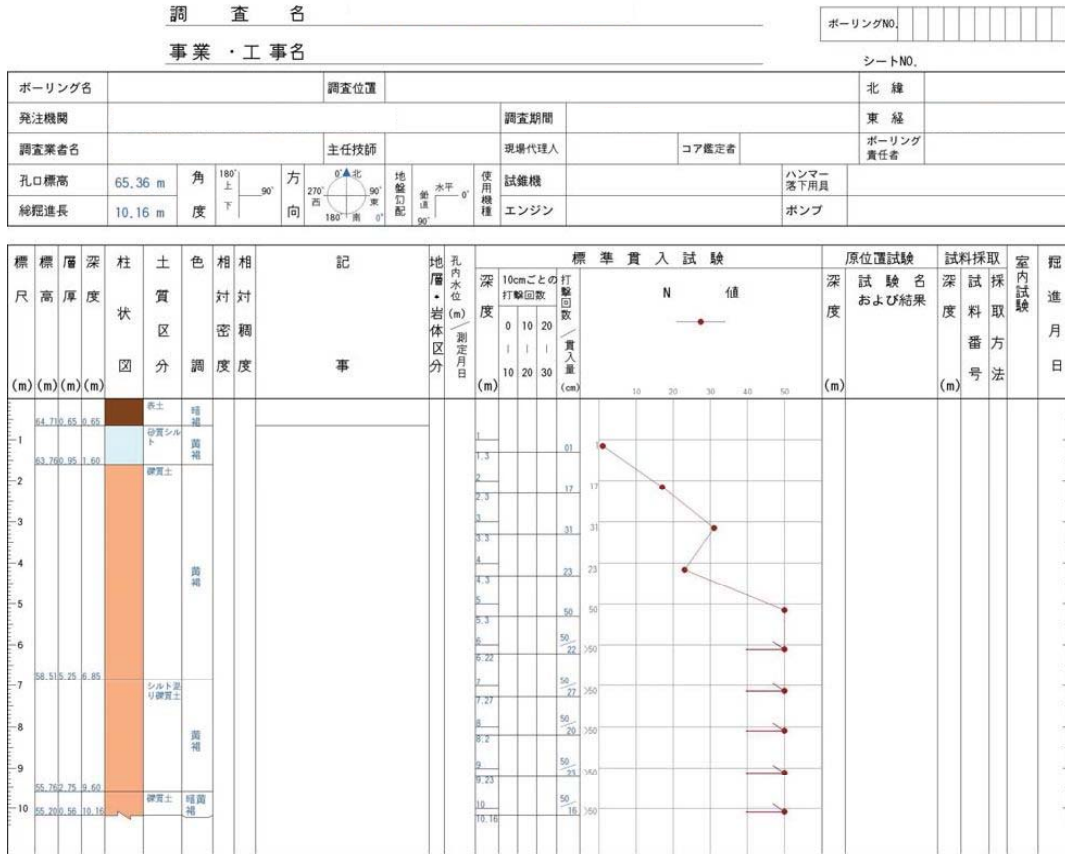 調査名
ボーリングNO.
事業・工事名
シートNO.
ボーリング名 調査位置 北緯
発注機関 調査期間 東経
調査業者名 主任技師 現場代理人 コア鑑定者 ボーリング責任者
孔口標高 65.36 m 角度 180° 上 下 90° 方向 0° 北 270° 西 90° 東 180° 南 0° 地盤勾配 水平 0° 鉛直 90° 使用機種 試錐機 ハンマー落下用具
総掘進長 10.16 m エンジン ポンプ
標尺 (m) 標高 (m) 層厚 (m) 深度 (m) 柱状図 土質区分 色調 相対密度 相対稠度 記事 地層・岩体区分 孔内水位(m)/測定月日 標準貫入試験 原位置試験 試料採取 室内試験 掘進月日
深度 (m) 10cmごとの打撃回数 0|10 10|20 20|30 打撃回数/貫入量 (cm) N 値 深度 (m) 試験名および結果 深度 (m) 試料番号 採取方法
10 20 30 40 50
64.71 0.65 0.65 表土 暗褐
1 63.76 0.95 1.60 砂質シルト 黄褐 1 1.3 01
2 礫質土 2 2.3 17 17
3 3 3.3 31 31
4 黄褐 4 4.3 23 23
5 5 5.3 50 50
6 6 6.22 50/22 >50
58.51 5.25 6.85
7 シルト混り礫質土 7 7.27 50/27 >50
8 黄褐 8 8.2 50/20 >50
9 9 9.23 50/23 >50
55.76 2.75 9.60
10 55.20 0.56 10.16 礫質土 暗黄褐 10 10.16 50/16 >50